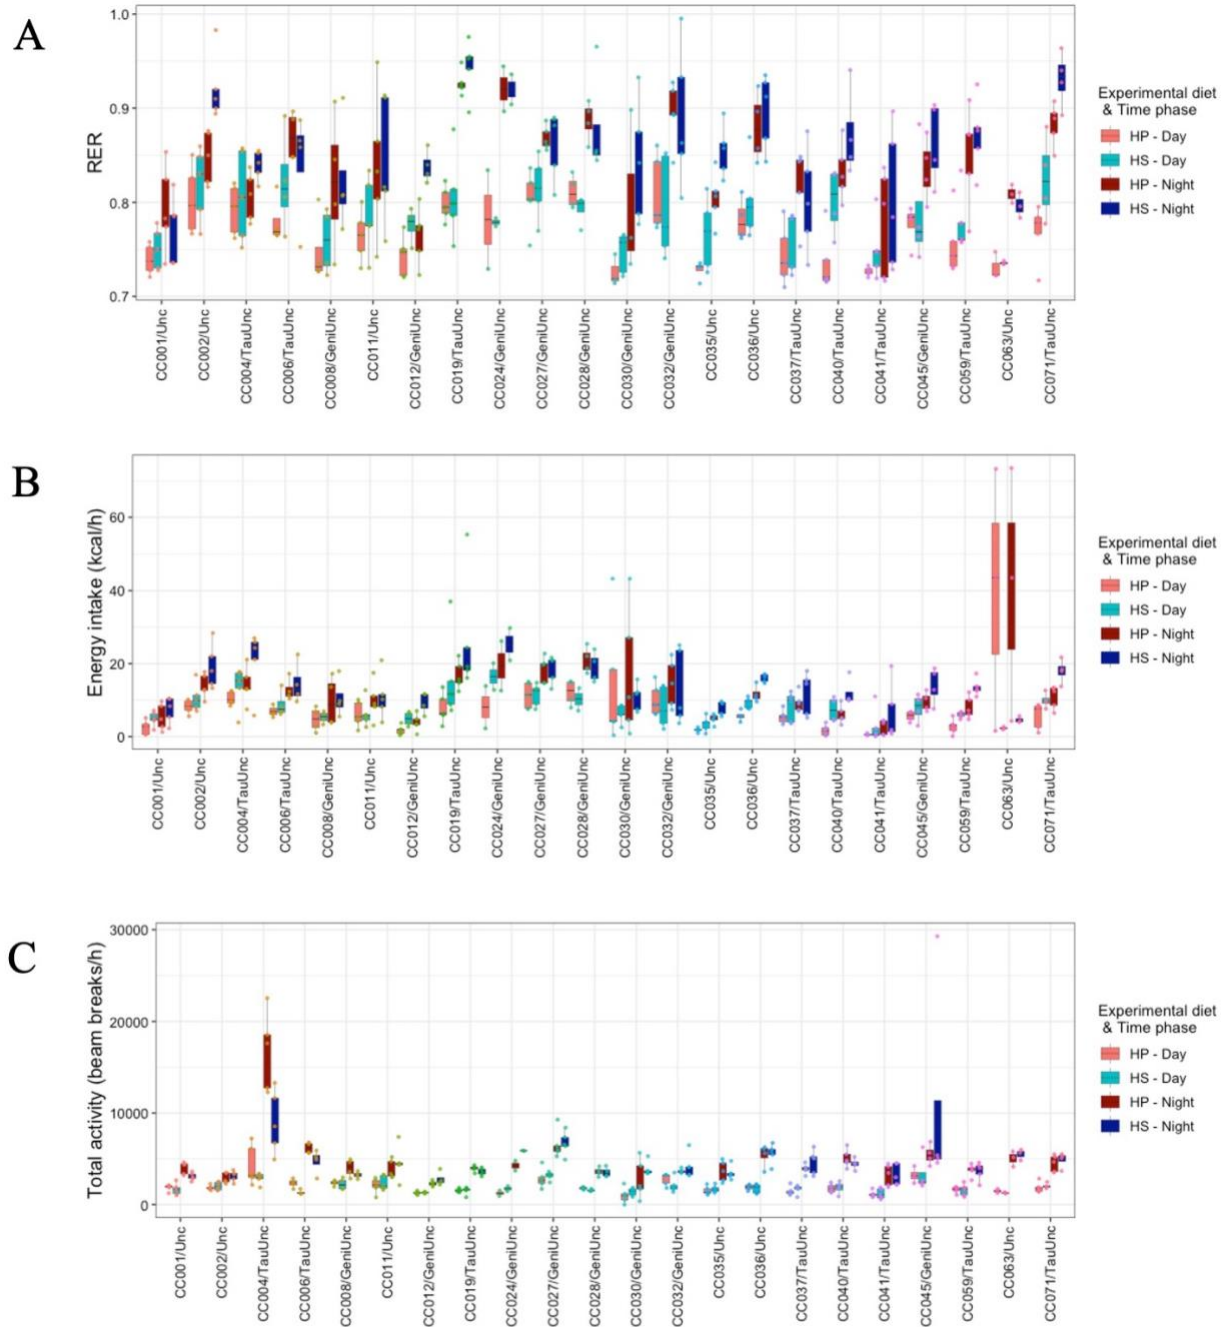 A
RER
1.0
0.9
0.8
0.7
CC001/Unc
CC002/Unc
CC004/TauUnc
CC006/TauUnc
CC008/GeniUnc
CC011/Unc
CC012/GeniUnc
CC019/TauUnc
CC024/GeniUnc
CC027/GeniUnc
CC028/GeniUnc
CC030/GeniUnc
CC032/GeniUnc
CC035/Unc
CC036/Unc
CC037/TauUnc
CC040/TauUnc
CC041/TauUnc
CC045/GeniUnc
CC059/TauUnc
CC063/Unc
CC071/TauUnc
Experimental diet
& Time phase
HP - Day
HS - Day
HP - Night
HS - Night
B
Energy intake (kcal/h)
60
40
20
0
CC001/Unc
CC002/Unc
CC004/TauUnc
CC006/TauUnc
CC008/GeniUnc
CC011/Unc
CC012/GeniUnc
CC019/TauUnc
CC024/GeniUnc
CC027/GeniUnc
CC028/GeniUnc
CC030/GeniUnc
CC032/GeniUnc
CC035/Unc
CC036/Unc
CC037/TauUnc
CC040/TauUnc
CC041/TauUnc
CC045/GeniUnc
CC059/TauUnc
CC063/Unc
CC071/TauUnc
Experimental diet
& Time phase
HP - Day
HS - Day
HP - Night
HS - Night
C
Total activity (beam breaks/h)
30000
20000
10000
0
CC001/Unc
CC002/Unc
CC004/TauUnc
CC006/TauUnc
CC008/GeniUnc
CC011/Unc
CC012/GeniUnc
CC019/TauUnc
CC024/GeniUnc
CC027/GeniUnc
CC028/GeniUnc
CC030/GeniUnc
CC032/GeniUnc
CC035/Unc
CC036/Unc
CC037/TauUnc
CC040/TauUnc
CC041/TauUnc
CC045/GeniUnc
CC059/TauUnc
CC063/Unc
CC071/TauUnc
Experimental diet
& Time phase
HP - Day
HS - Day
HP - Night
HS - Night